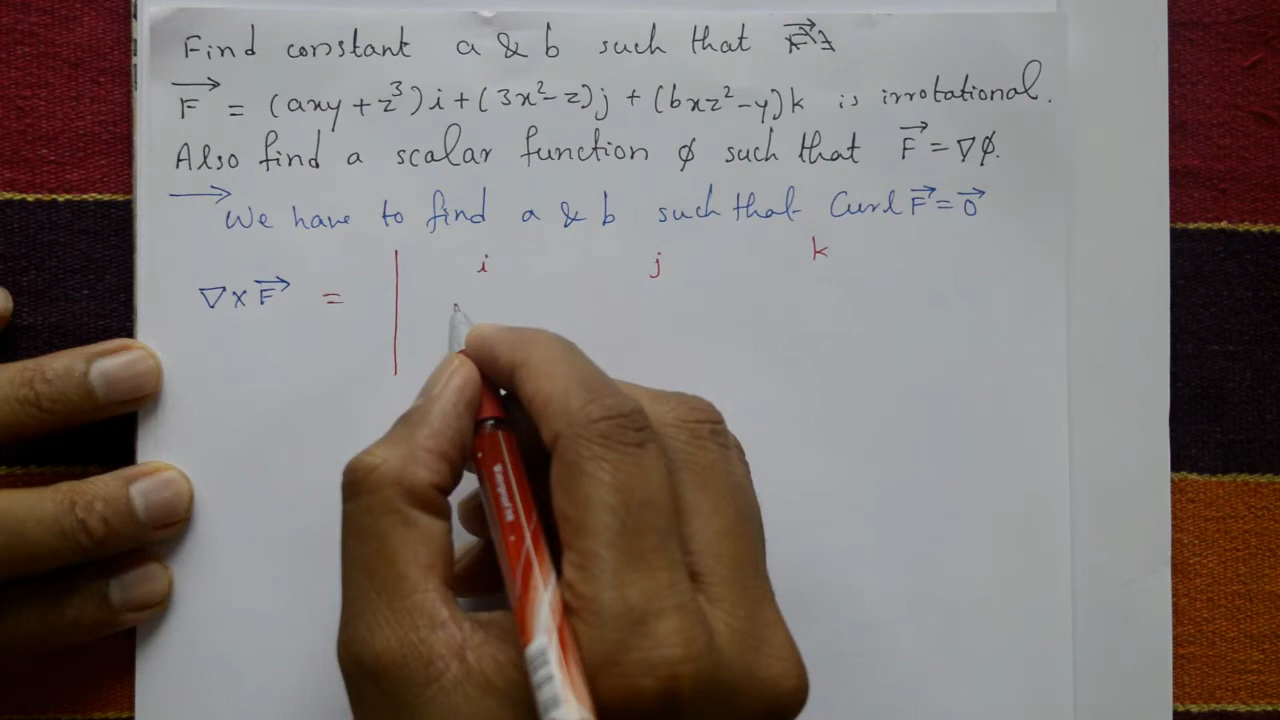 Find constant a & b such that
F⃗ = (axy + z³)i + (3x² - z)j + (bxz² - y)k is irrotational.
Also find a scalar function ϕ such that F⃗ = ∇ϕ.
→ We have to find a & b such that Curl F⃗ = 0⃗
∇ × F⃗ = | i j k